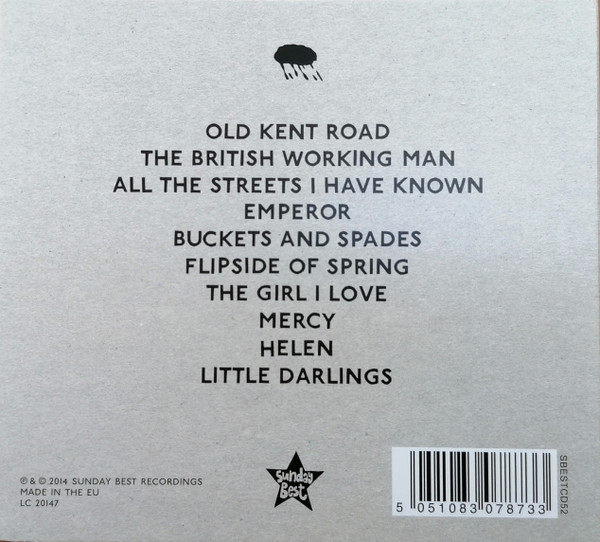 OLD KENT ROAD
THE BRITISH WORKING MAN
ALL THE STREETS I HAVE KNOWN
EMPEROR
BUCKETS AND SPADES
FLIPSIDE OF SPRING
THE GIRL I LOVE
MERCY
HELEN
LITTLE DARLINGS
℗ & © 2014 SUNDAY BEST RECORDINGS
MADE IN THE EU
LC 20147
Sunday
Best
5 051083 078733
SBESTCD52